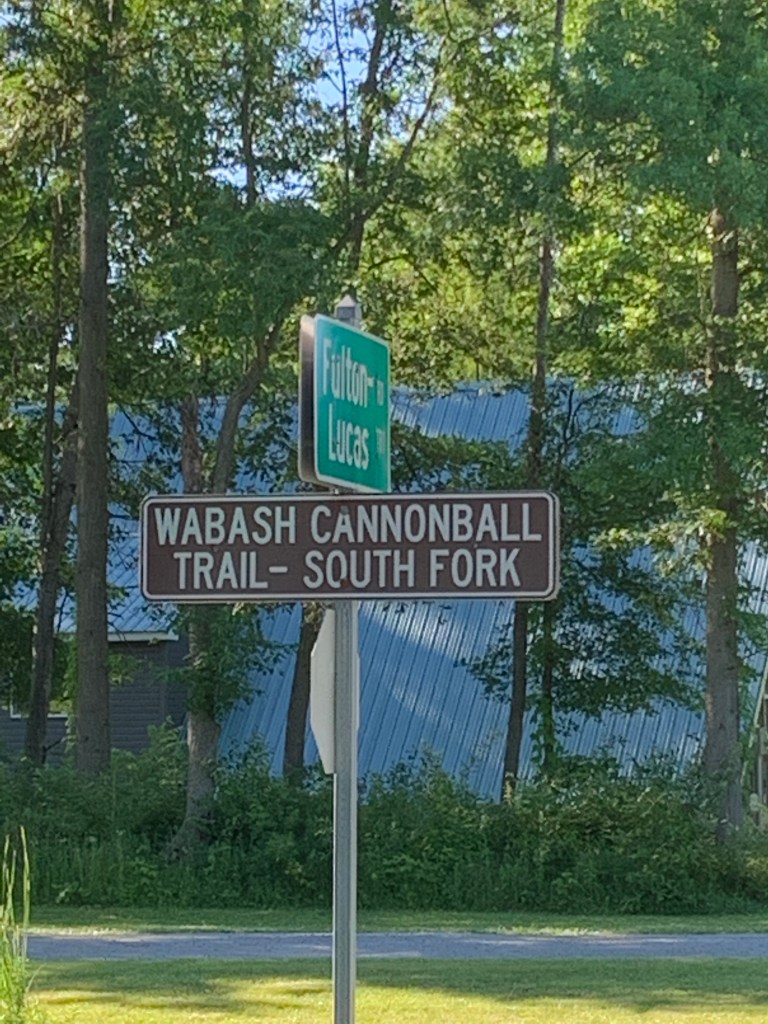 Fulton-
Lucas
WABASH CANNONBALL
TRAIL- SOUTH FORK